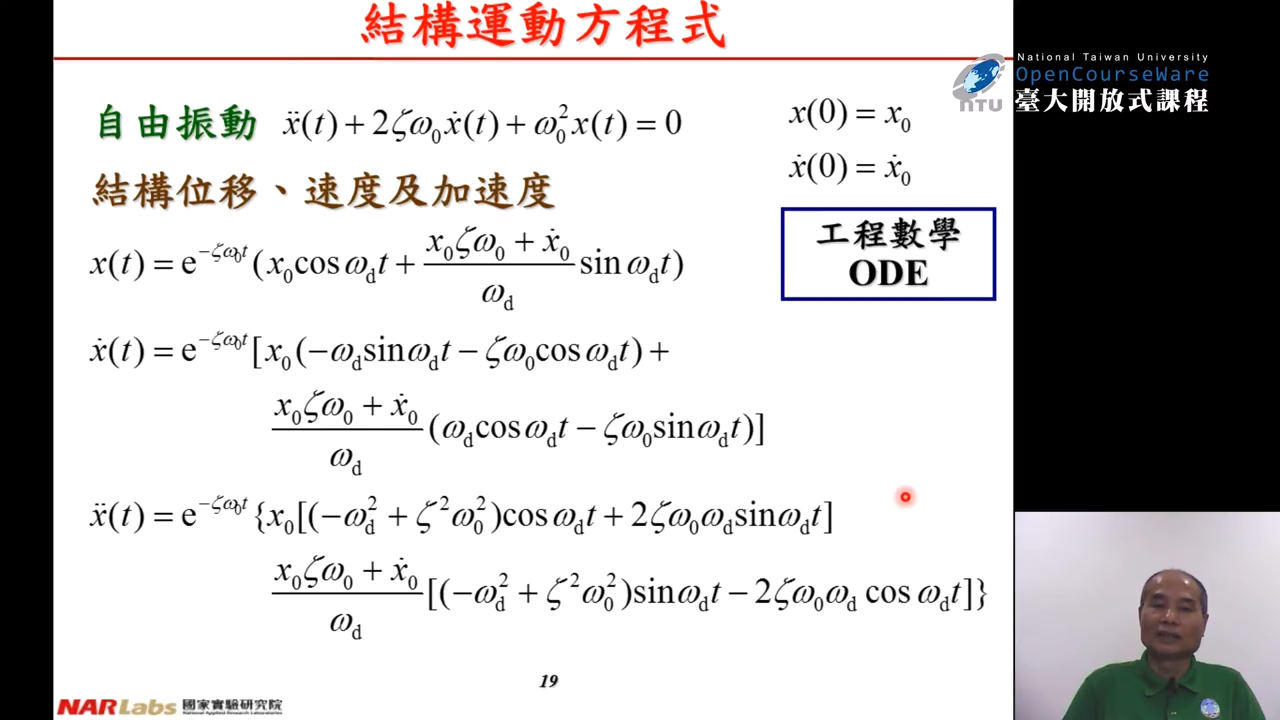 結構運動方程式
National Taiwan University
OpenCourseWare
臺大開放式課程
NTU
自由振動 ẍ(t) + 2ζω₀ẋ(t) + ω₀²x(t) = 0
x(0) = x₀
ẋ(0) = ẋ₀
結構位移、速度及加速度
工程數學
ODE
x(t) = e^(−ζω₀t) (x₀cos ω_d t + (x₀ζω₀ + ẋ₀)/ω_d sin ω_d t)
ẋ(t) = e^(−ζω₀t) [x₀(−ω_d sin ω_d t − ζω₀cos ω_d t) +
(x₀ζω₀ + ẋ₀)/ω_d (ω_d cos ω_d t − ζω₀sin ω_d t)]
ẍ(t) = e^(−ζω₀t) {x₀[(−ω_d² + ζ²ω₀²)cos ω_d t + 2ζω₀ω_d sin ω_d t]
(x₀ζω₀ + ẋ₀)/ω_d [(−ω_d² + ζ²ω₀²)sin ω_d t − 2ζω₀ω_d cos ω_d t]}
19
NARLabs 國家實驗研究院
National Applied Research Laboratories